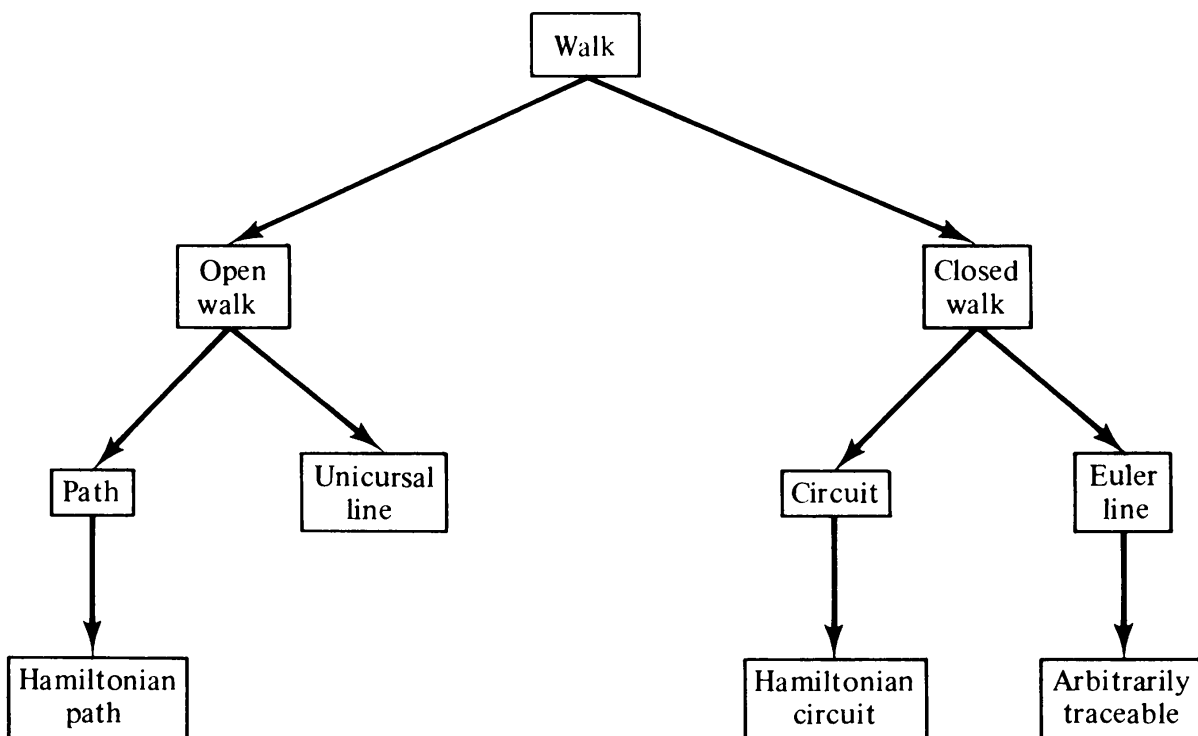 Walk
Open
walk
Closed
walk
Path
Unicursal
line
Circuit
Euler
line
Hamiltonian
path
Hamiltonian
circuit
Arbitrarily
traceable